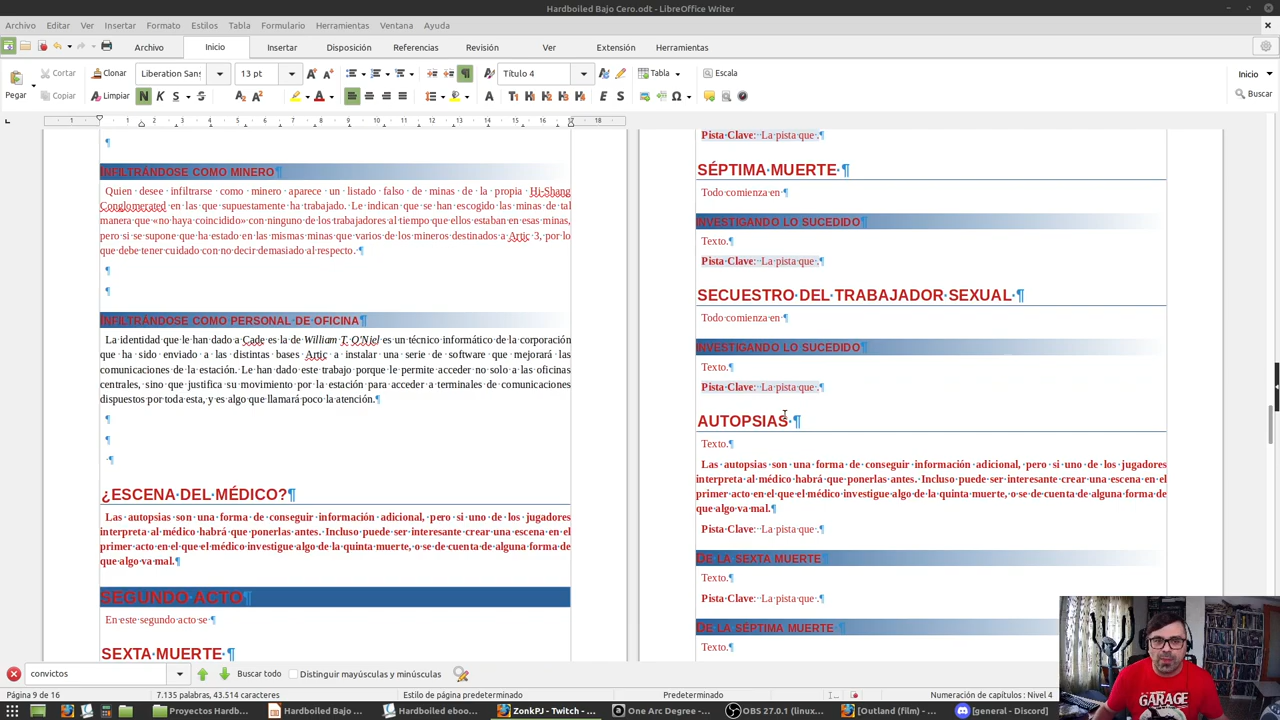 Hardboiled Bajo Cero.odt - LibreOffice Writer
Archivo Editar Ver Insertar Formato Estilos Tabla Formulario Herramientas Ventana Ayuda
Archivo Inicio Insertar Disposición Referencias Revisión Ver Extensión Herramientas
Cortar Clonar Liberation Sans 13 pt Título 4 Tabla Escala Inicio
Pegar Copiar Limpiar Buscar
1 1 2 3 4 5 6 7 8 9 10 11 12 13 14 15 16 17 18
INFILTRÁNDOSE COMO MINERO¶
Quien desee infiltrarse como minero aparece un listado falso de minas de la propia Hi-Shang
Conglomerated en las que supuestamente ha trabajado. Le indican que se han escogido las minas de tal
manera que «no haya coincidido» con ninguno de los trabajadores al tiempo que ellos estaban en esas minas,
pero si se supone que ha estado en las mismas minas que varios de los mineros destinados a Artic 3, por lo
que debe tener cuidado con no decir demasiado al respecto. ¶
¶
¶
INFILTRÁNDOSE COMO PERSONAL DE OFICINA¶
La identidad que le han dado a Cade es la de William T. O'Niel es un técnico informático de la corporación
que ha sido enviado a las distintas bases Artic a instalar una serie de software que mejorará las
comunicaciones de la estación. Le han dado este trabajo porque le permite acceder no solo a las oficinas
centrales, sino que justifica su movimiento por la estación para acceder a terminales de comunicaciones
dispuestos por toda esta, y es algo que llamará poco la atención.¶
¶
¶
¶
¿ESCENA DEL MÉDICO?¶
Las autopsias son una forma de conseguir información adicional, pero si uno de los jugadores
interpreta al médico habrá que ponerlas antes. Incluso puede ser interesante crear una escena en el
primer acto en el que el médico investigue algo de la quinta muerte, o se de cuenta de alguna forma de
que algo va mal.¶
SEGUNDO ACTO¶
En este segundo acto se ¶
SEXTA MUERTE ¶
Pista Clave: La pista que .¶
SÉPTIMA MUERTE ¶
Todo comienza en ¶
INVESTIGANDO LO SUCEDIDO¶
Texto.¶
Pista Clave: La pista que .¶
SECUESTRO DEL TRABAJADOR SEXUAL ¶
Todo comienza en ¶
INVESTIGANDO LO SUCEDIDO¶
Texto.¶
Pista Clave: La pista que .¶
AUTOPSIAS ¶
Texto.¶
Las autopsias son una forma de conseguir información adicional, pero si uno de los jugadores
interpreta al médico habrá que ponerlas antes. Incluso puede ser interesante crear una escena en el
primer acto en el que el médico investigue algo de la quinta muerte, o se de cuenta de alguna forma de
que algo va mal.¶
Pista Clave: La pista que .¶
DE LA SEXTA MUERTE¶
Texto.¶
Pista Clave: La pista que .¶
DE LA SÉPTIMA MUERTE ¶
Texto.¶
GARAGE
convictos Buscar todo Distinguir mayúsculas y minúsculas
Página 9 de 16 7.135 palabras, 43.514 caracteres Estilo de página predeterminado Predeterminado Numeración de capítulos : Nivel 4
Proyectos Hardb... Hardboiled Bajo ... Hardboiled eboo... ZonkPJ - Twitch - ... One Arc Degree -... OBS 27.0.1 (linux... [Outland (film) - ... [general - Discord]